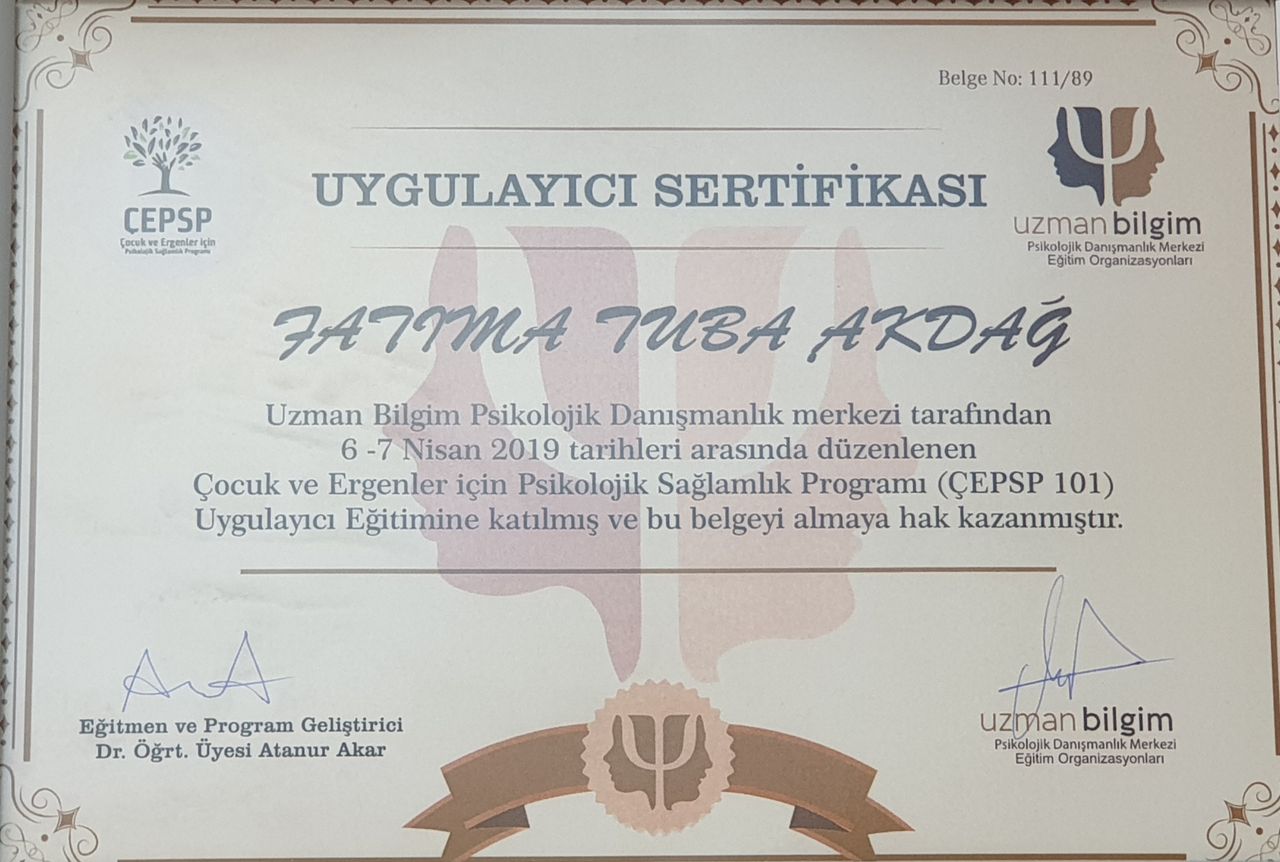 Belge No: 111/89
ÇEPSP
Çocuk ve Ergenler için
Psikolojik Sağlamlık Programı
UYGULAYICI SERTİFİKASI
uzman bilgim
Psikolojik Danışmanlık Merkezi
Eğitim Organizasyonları
FATIMA TUBA AKDAĞ
Uzman Bilgim Psikolojik Danışmanlık merkezi tarafından
6 -7 Nisan 2019 tarihleri arasında düzenlenen
Çocuk ve Ergenler için Psikolojik Sağlamlık Programı (ÇEPSP 101)
Uygulayıcı Eğitimine katılmış ve bu belgeyi almaya hak kazanmıştır.
Eğitmen ve Program Geliştirici
Dr. Öğrt. Üyesi Atanur Akar
uzman bilgim
Psikolojik Danışmanlık Merkezi
Eğitim Organizasyonları